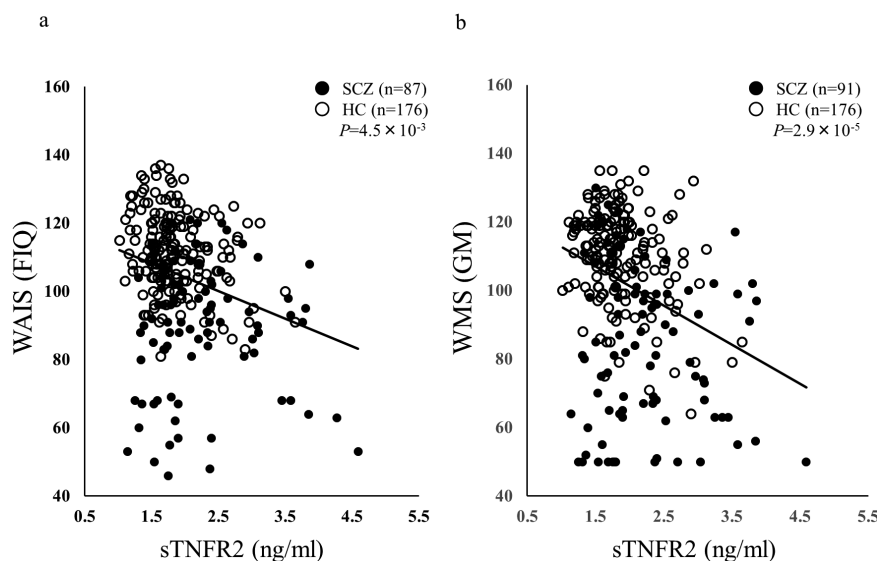 a
SCZ (n=87)
HC (n=176)
P=4.5 × 10-3
160
140
120
100
80
60
40
0.5 1.5 2.5 3.5 4.5 5.5
WAIS (FIQ)
sTNFR2 (ng/ml)
b
SCZ (n=91)
HC (n=176)
P=2.9 × 10-5
160
140
120
100
80
60
40
0.5 1.5 2.5 3.5 4.5 5.5
WMS (GM)
sTNFR2 (ng/ml)